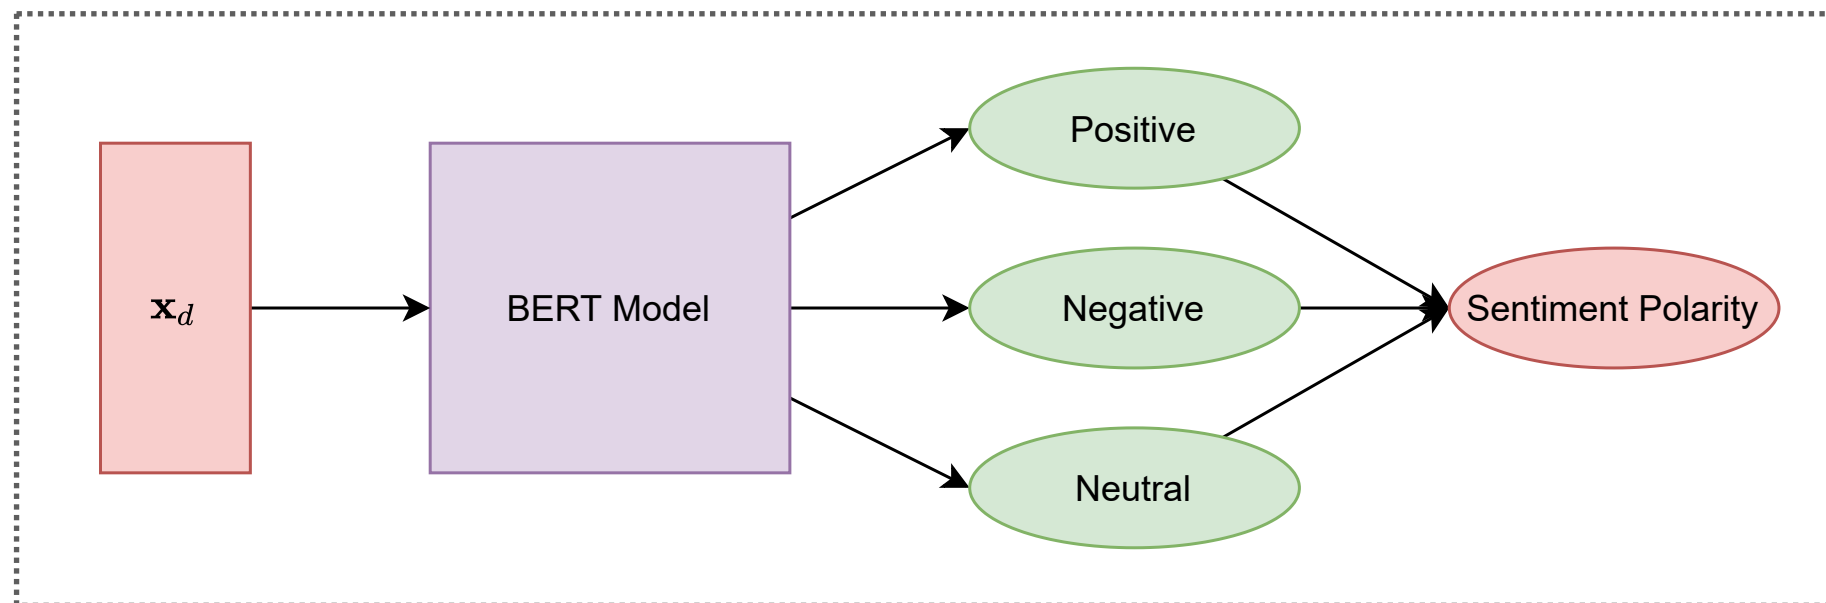 x_d
BERT Model
Positive
Negative
Neutral
Sentiment Polarity